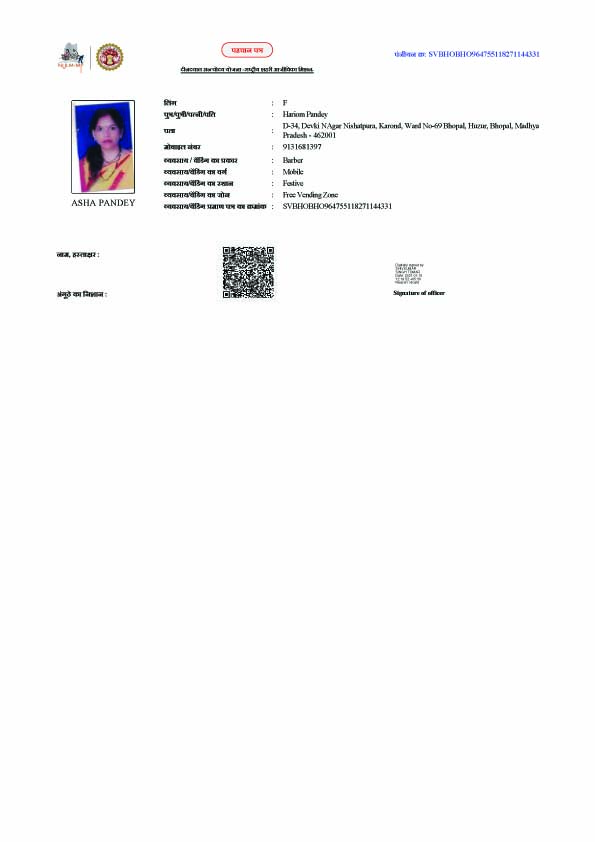 पहचान पत्र
पंजीयन क्र: SVBHOBHO964755118271144331
दीनदयाल अन्त्योदय योजना -राष्ट्रीय शहरी आजीविका मिशन.
लिंग : F
पुत्र/पुत्री/पत्नी/पति : Hariom Pandey
पता : D-34, Devki NAgar Nishatpura, Karond, Ward No-69 Bhopal, Huzur, Bhopal, Madhya
Pradesh - 462001
मोबाइल नंबर : 9131681397
व्यवसाय / वेंडिंग का प्रकार : Barber
व्यवसाय/वेंडिंग का वर्ग : Mobile
व्यवसाय/वेंडिंग का स्थान : Festive
व्यवसाय/वेंडिंग का जोन : Free Vending Zone
व्यवसाय/वेंडिंग प्रमाण पत्र का क्रमांक : SVBHOBHO964755118271144331
ASHA PANDEY
नाम, हस्ताक्षर :
Digitally signed by
अंगूठे का निशान :
Signature of officer